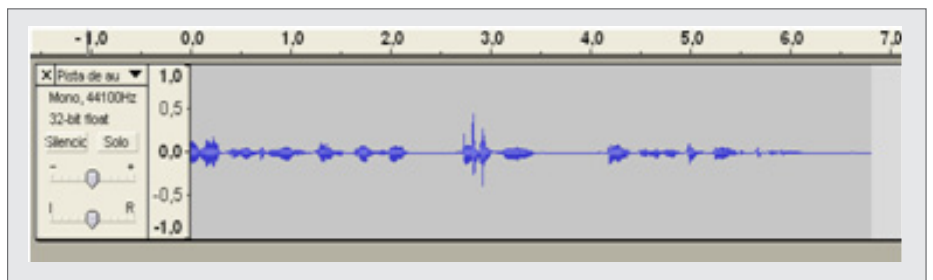 - 1,0 0,0 1,0 2,0 3,0 4,0 5,0 6,0 7,0
X Pista de au ▼ 1,0
Mono, 44100Hz
0,5
32-bit float
Silencic Solo
0,0
- +
-0,5
I R
-1,0